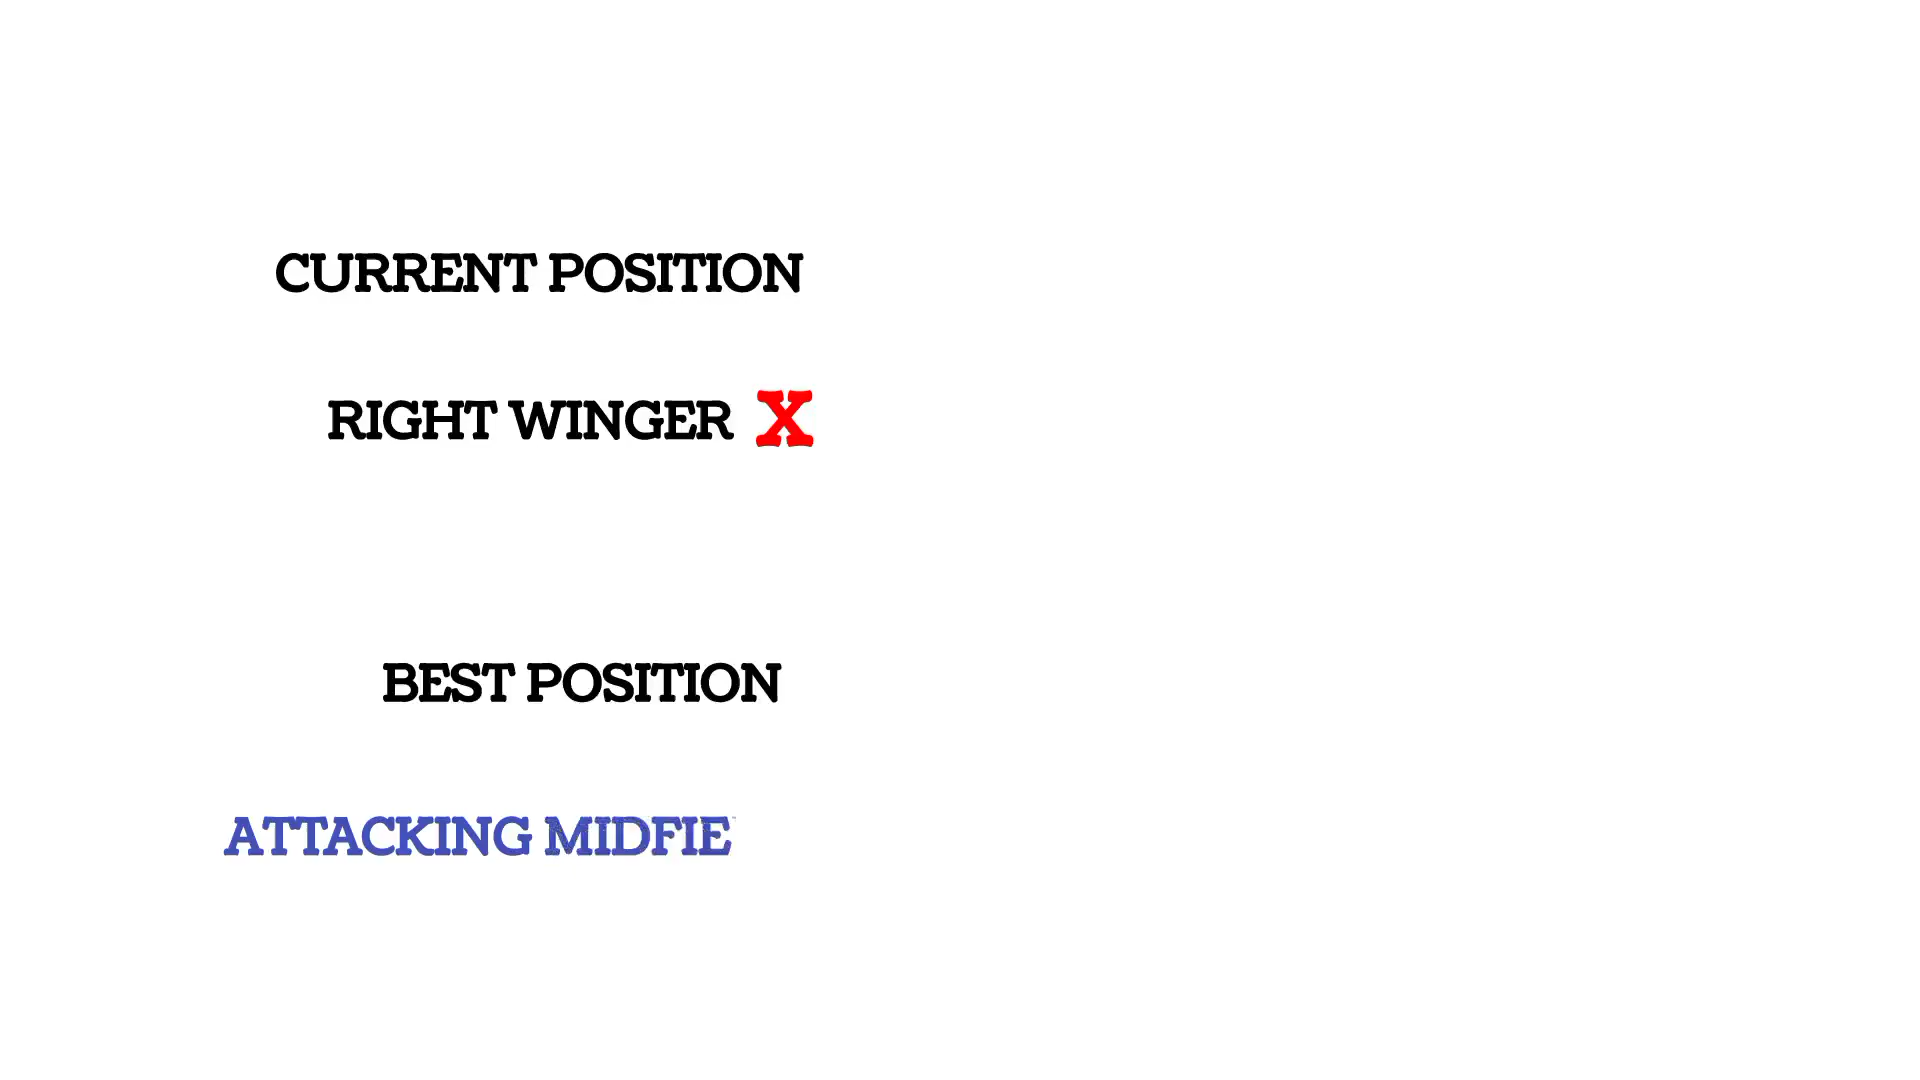 CURRENT POSITION
RIGHT WINGER X
BEST POSITION
ATTACKING MIDFIE